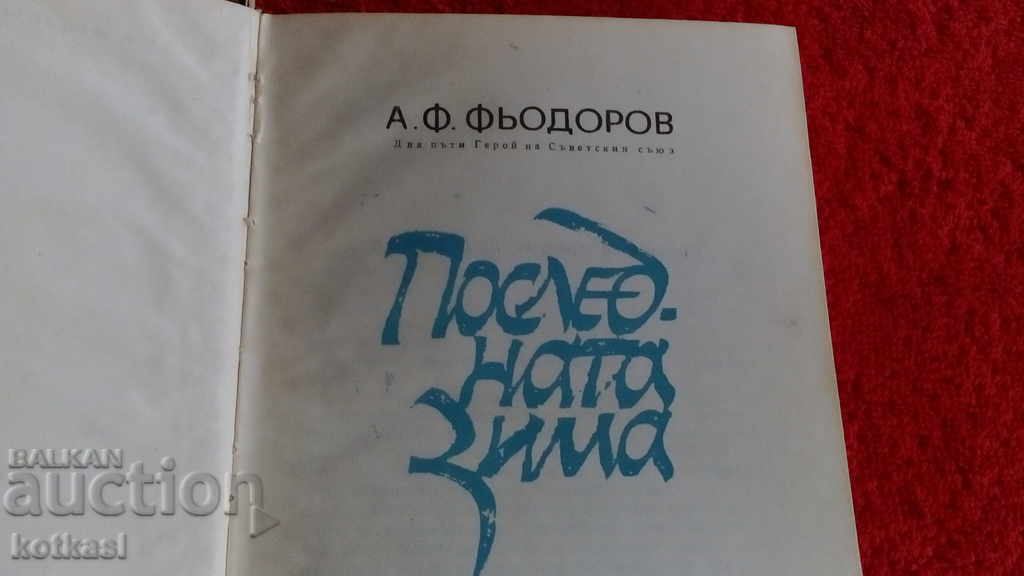 А. Ф. ФЬОДОРОВ
Два пъти Герой на Съветския съюз
ПОСЛЕД-
НАТА
ЗИМА
BALKAN
auction
kotkasl